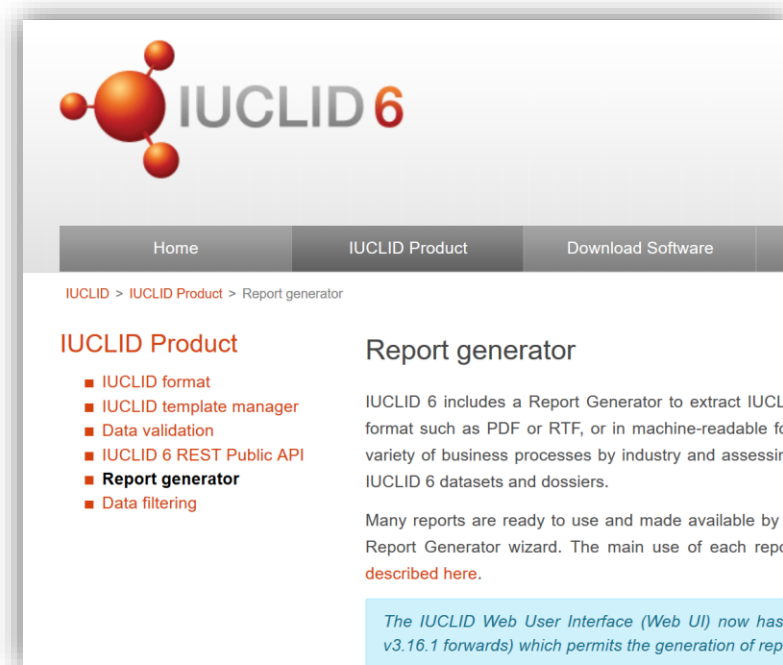 IUCLID 6
Home IUCLID Product Download Software
IUCLID > IUCLID Product > Report generator
IUCLID Product
IUCLID format
IUCLID template manager
Data validation
IUCLID 6 REST Public API
Report generator
Data filtering
Report generator
IUCLID 6 includes a Report Generator to extract IUCL
format such as PDF or RTF, or in machine-readable fo
variety of business processes by industry and assessin
IUCLID 6 datasets and dossiers.
Many reports are ready to use and made available by
Report Generator wizard. The main use of each repo
described here.
The IUCLID Web User Interface (Web UI) now has
v3.16.1 forwards) which permits the generation of rep